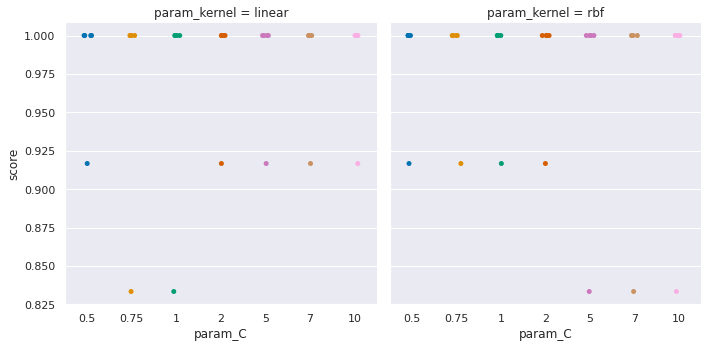 param_kernel = linear
param_kernel = rbf
1.000
0.975
0.950
0.925
0.900
0.875
0.850
0.825
score
0.5 0.75 1 2 5 7 10
0.5 0.75 1 2 5 7 10
param_C
param_C